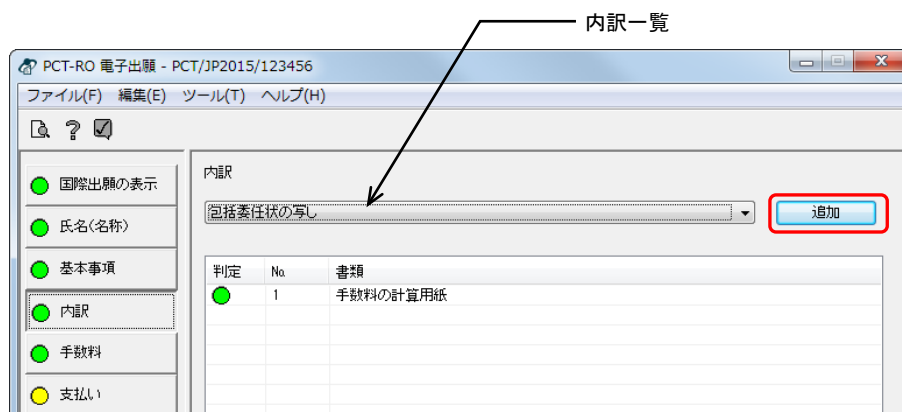 内訳一覧
PCT-RO 電子出願 - PCT/JP2015/123456
ファイル(F) 編集(E) ツール(T) ヘルプ(H)
国際出願の表示
氏名(名称)
基本事項
内訳
手数料
支払い
内訳
包括委任状の写し
追加
判定 No. 書類
1 手数料の計算用紙